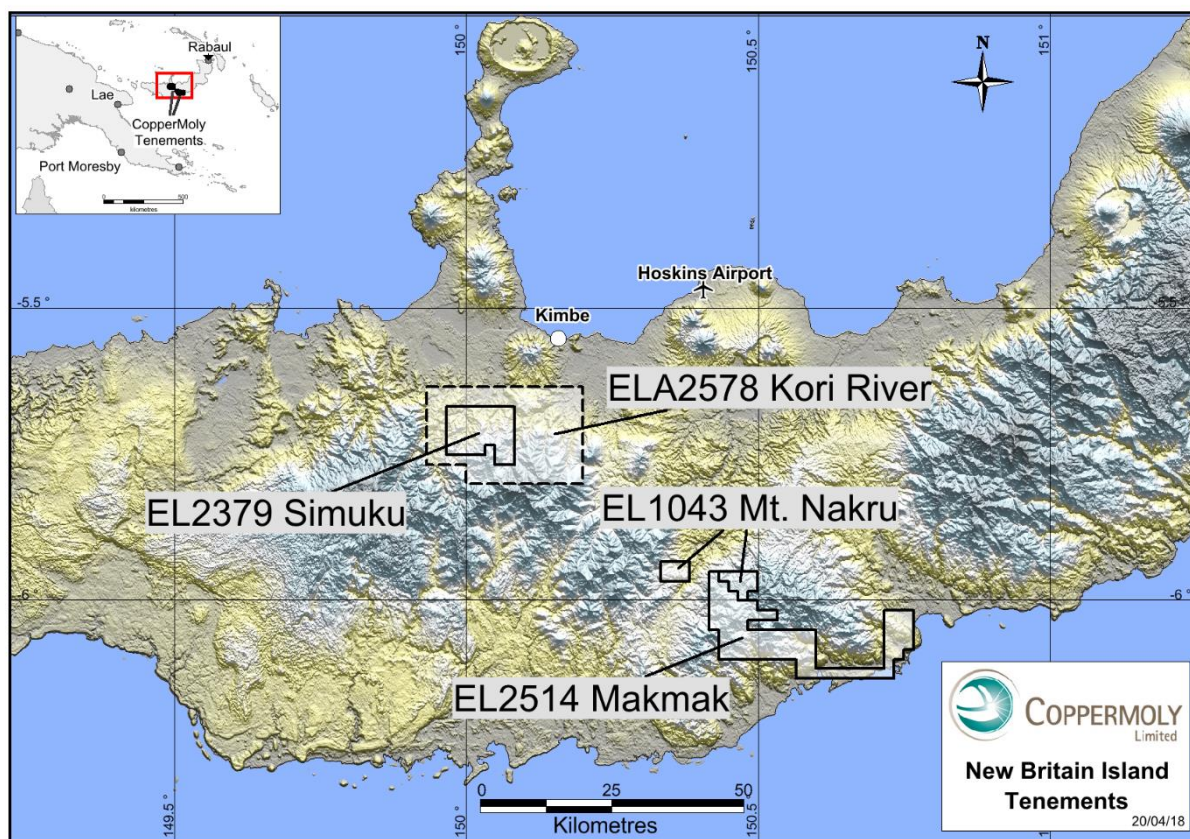 150°
150.5°
151°
N
Rabaul
Lae
CopperMoly
Tenements
Port Moresby
0
500
kilometres
Hoskins Airport
-5.5°
-5.5°
Kimbe
ELA2578 Kori River
EL2379 Simuku
EL1043 Mt. Nakru
-6°
-6°
EL2514 Makmak
0
25
50
Kilometres
149.5°
150°
150.5°
COPPERMOLY
Limited
New Britain Island
Tenements
20/04/18